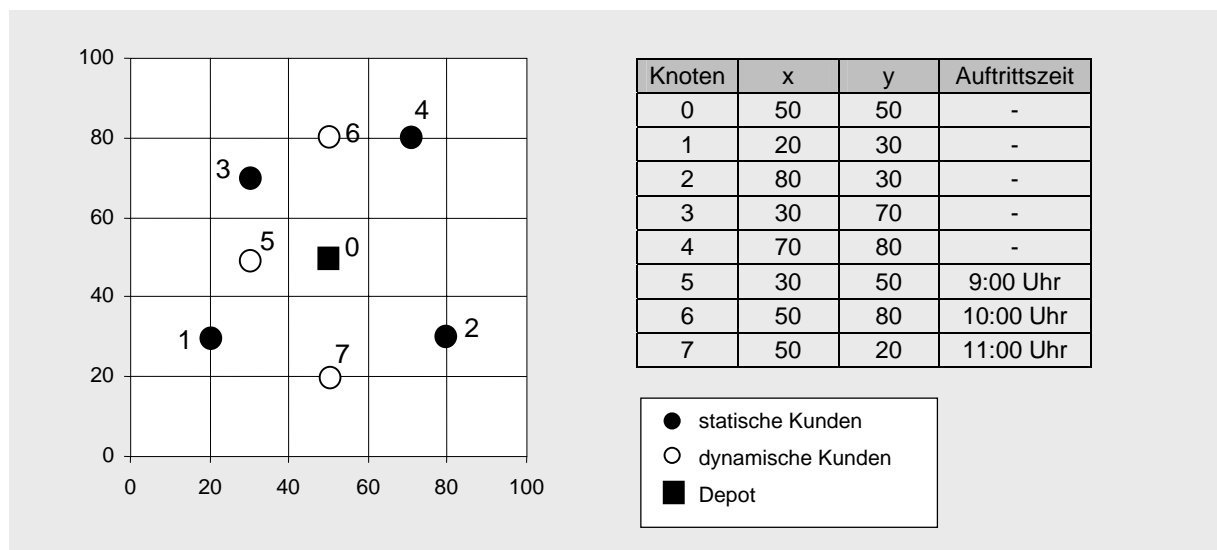 100
80
60
40
20
0
0 20 40 60 80 100
4
6
3
5
0
1
2
7
Knoten x y Auftrittszeit
0 50 50 -
1 20 30 -
2 80 30 -
3 30 70 -
4 70 80 -
5 30 50 9:00 Uhr
6 50 80 10:00 Uhr
7 50 20 11:00 Uhr
statische Kunden
dynamische Kunden
Depot